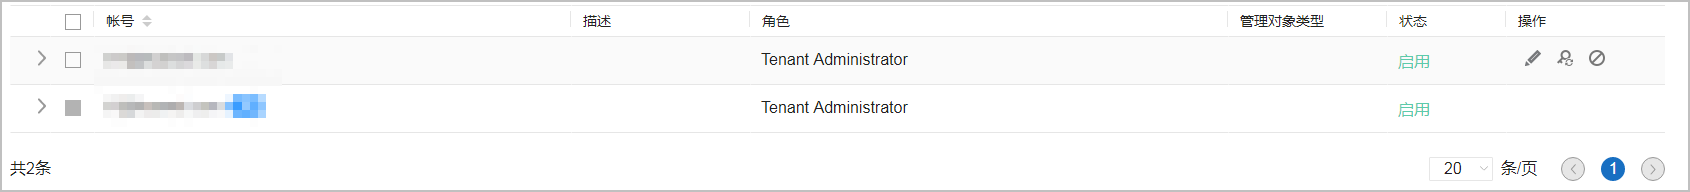 帐号 描述 角色 管理对象类型 状态 操作
Tenant Administrator 启用
Tenant Administrator 启用
共2条 20 条/页 1